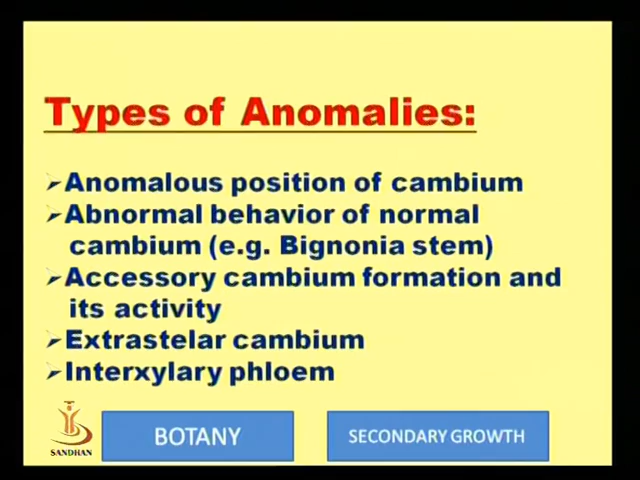 Types of Anomalies:
➢Anomalous position of cambium
➢Abnormal behavior of normal
cambium (e.g. Bignonia stem)
➢Accessory cambium formation and
its activity
➢Extrastelar cambium
➢Interxylary phloem
SANDHAN
BOTANY
SECONDARY GROWTH